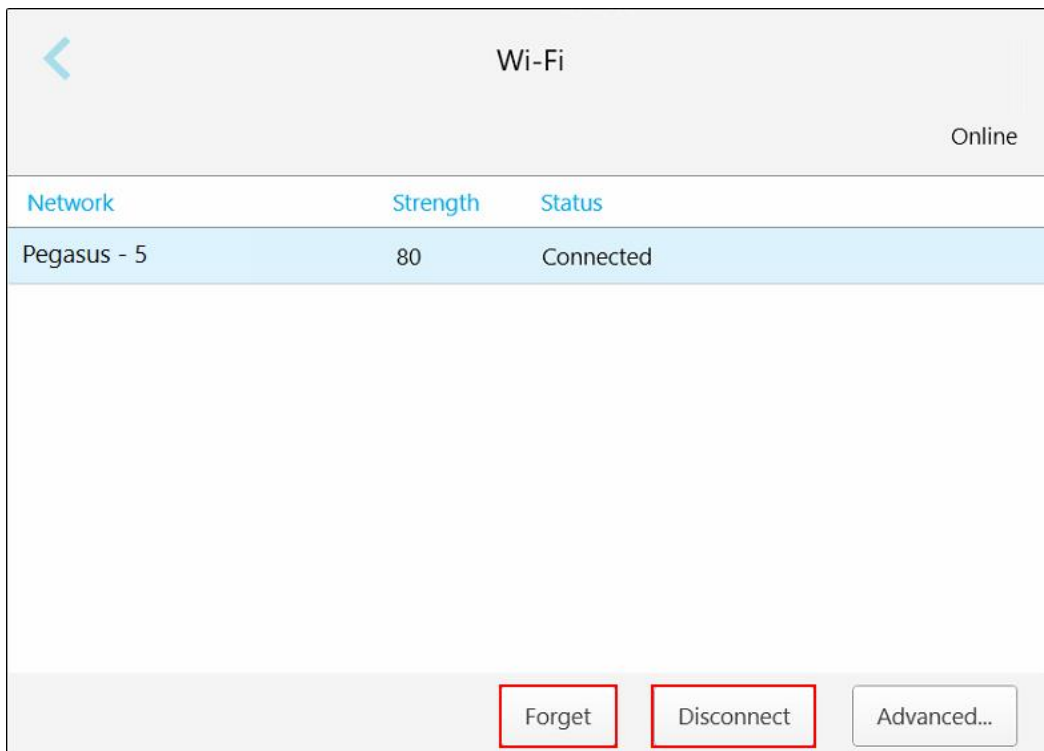 Wi-Fi
Online
Network Strength Status
Pegasus - 5 80 Connected
Forget Disconnect Advanced...